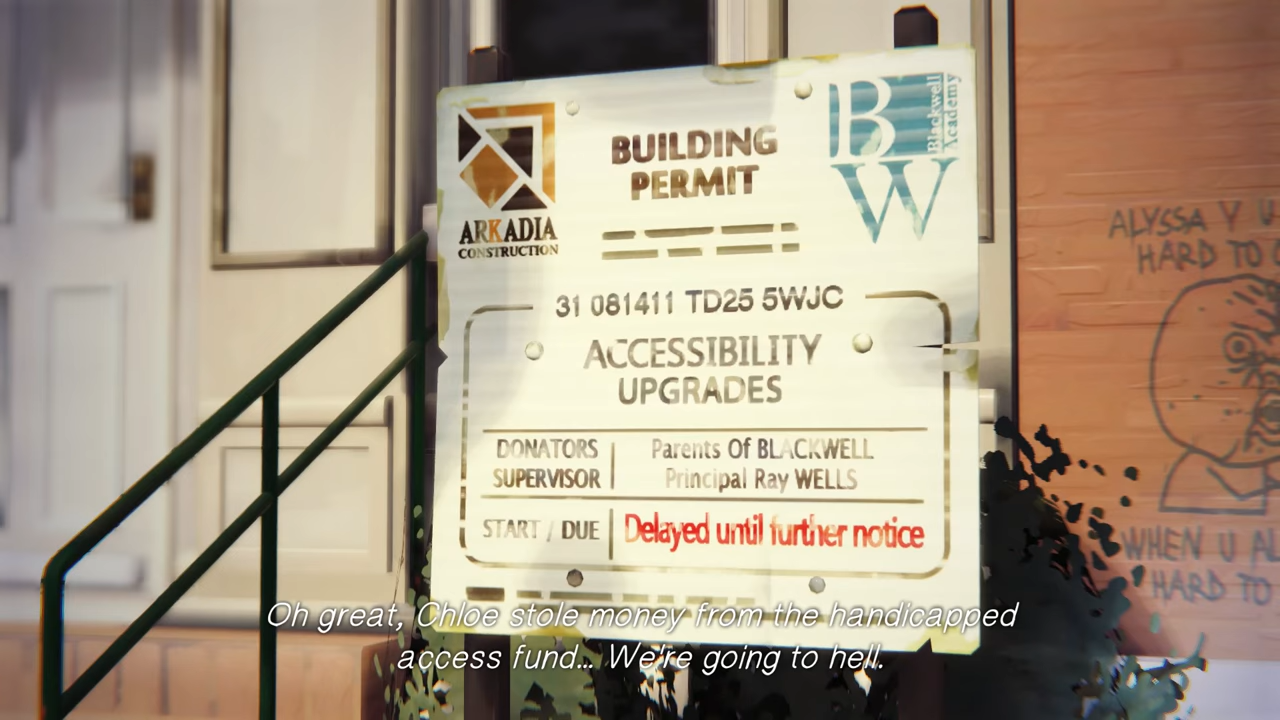 BUILDING
PERMIT
ARKADIA
CONSTRUCTION
B
W
Blackwell
Academy
31 081411 TD25 5WJC
ACCESSIBILITY
UPGRADES
DONATORS
Parents Of BLACKWELL
SUPERVISOR
Principal Ray WELLS
START / DUE
Delayed until further notice
ALYSSA Y U
HARD TO
WHEN U AL
HARD TO
Oh great, Chloe stole money from the handicapped
access fund... We're going to hell.